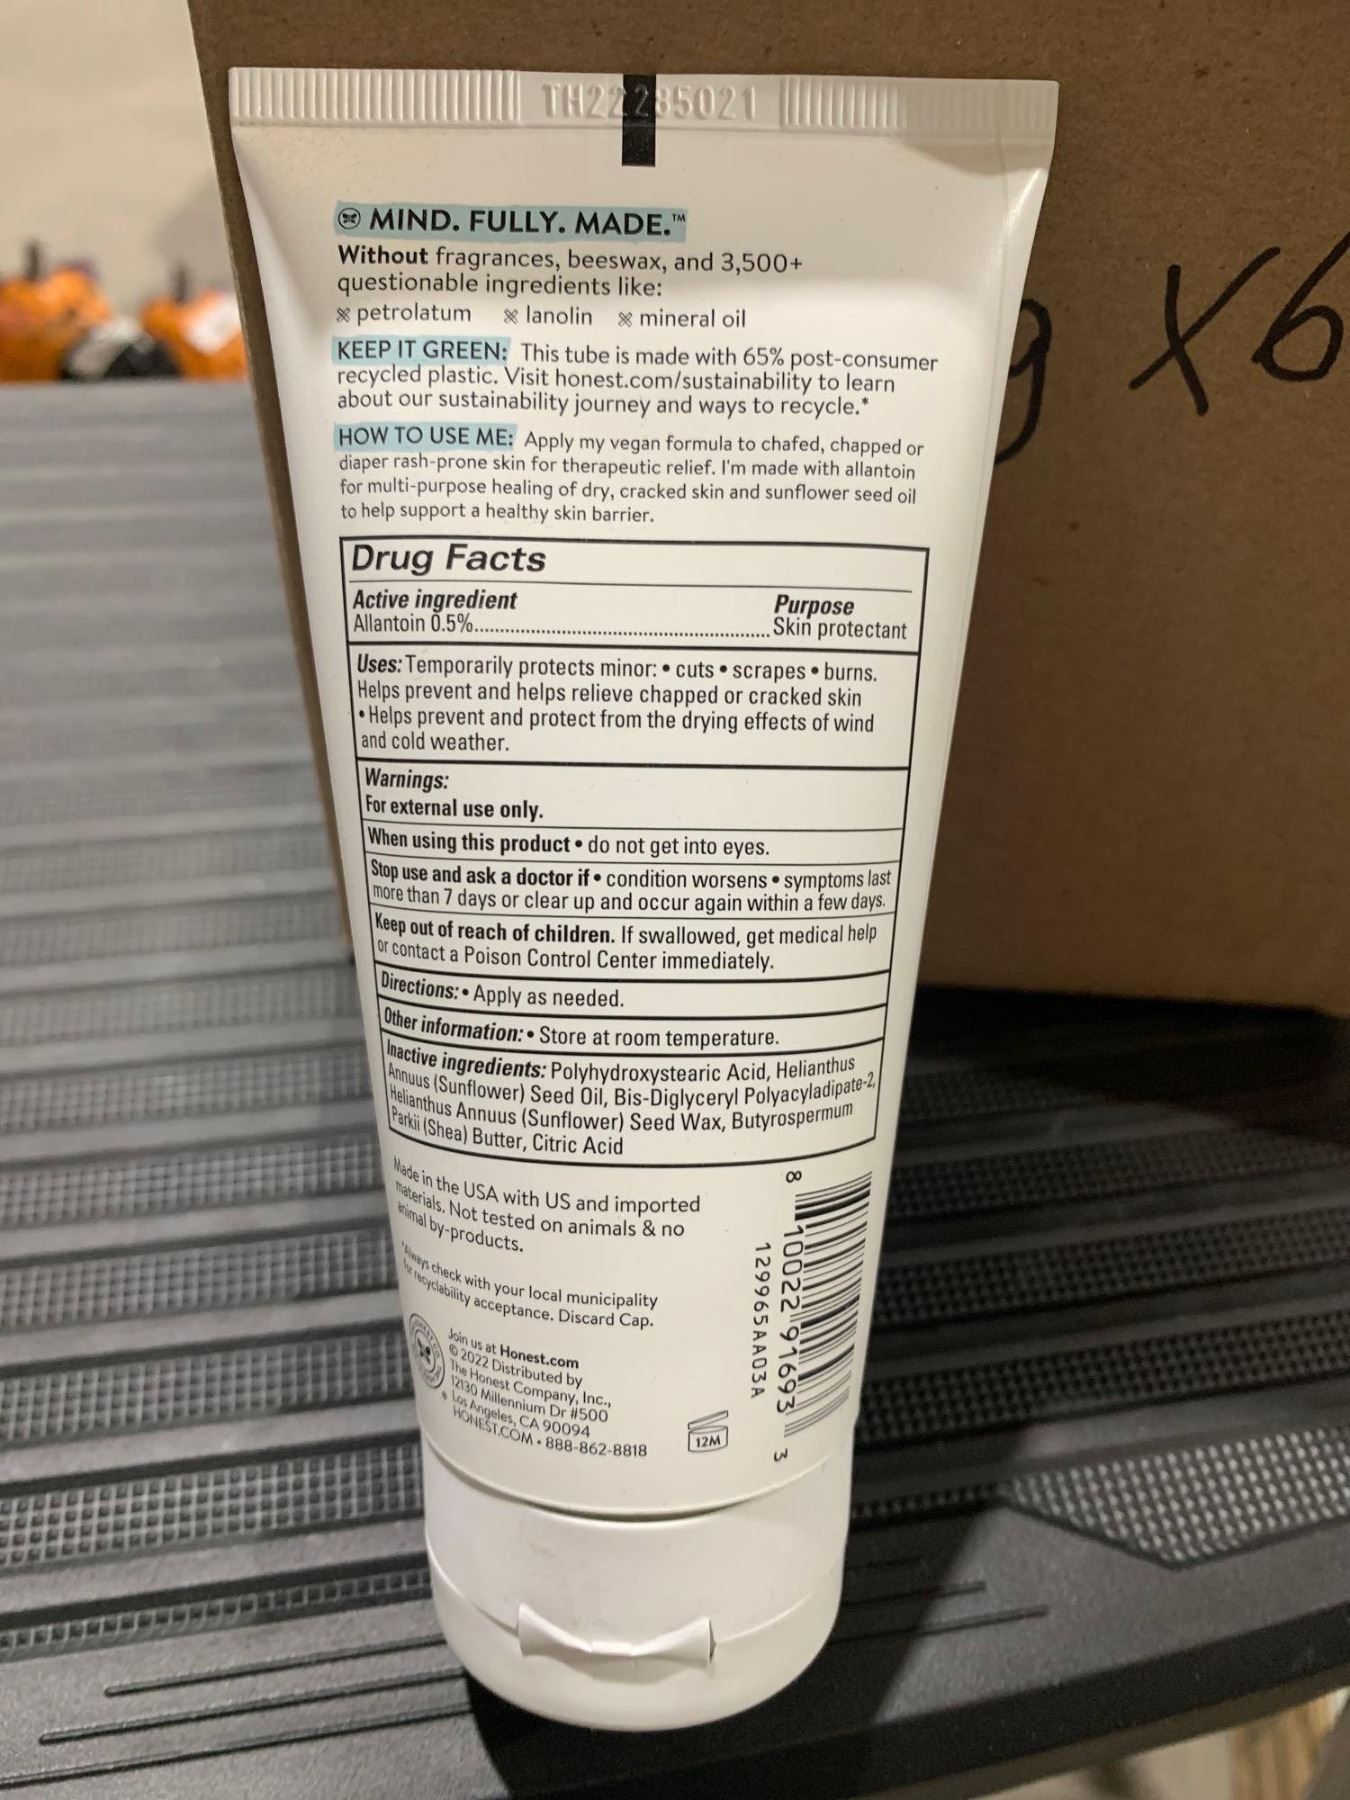 TH22285021
MIND. FULLY. MADE.™
Without fragrances, beeswax, and 3,500+
questionable ingredients like:
petrolatum lanolin mineral oil
KEEP IT GREEN: This tube is made with 65% post-consumer
recycled plastic. Visit honest.com/sustainability to learn
about our sustainability journey and ways to recycle.*
HOW TO USE ME: Apply my vegan formula to chafed, chapped or
diaper rash-prone skin for therapeutic relief. I'm made with allantoin
for multi-purpose healing of dry, cracked skin and sunflower seed oil
to help support a healthy skin barrier.
Drug Facts
Active ingredient Purpose
Allantoin 0.5%.......................................................... Skin protectant
Uses: Temporarily protects minor: • cuts • scrapes • burns.
Helps prevent and helps relieve chapped or cracked skin
• Helps prevent and protect from the drying effects of wind
and cold weather.
Warnings:
For external use only.
When using this product • do not get into eyes.
Stop use and ask a doctor if • condition worsens • symptoms last
more than 7 days or clear up and occur again within a few days.
Keep out of reach of children. If swallowed, get medical help
or contact a Poison Control Center immediately.
Directions: • Apply as needed.
Other information: • Store at room temperature.
Inactive ingredients: Polyhydroxystearic Acid, Helianthus
Annuus (Sunflower) Seed Oil, Bis-Diglyceryl Polyacyladipate-2,
Helianthus Annuus (Sunflower) Seed Wax, Butyrospermum
Parkii (Shea) Butter, Citric Acid
Made in the USA with US and imported
materials. Not tested on animals & no
animal by-products.
*Always check with your local municipality
for recyclability acceptance. Discard Cap.
Join us at Honest.com
© 2022 Distributed by
The Honest Company, Inc.,
12130 Millennium Dr #500
Los Angeles, CA 90094
HONEST.COM • 888-862-8818
12M
8 10022 91693 3
129965AA03A
g x6